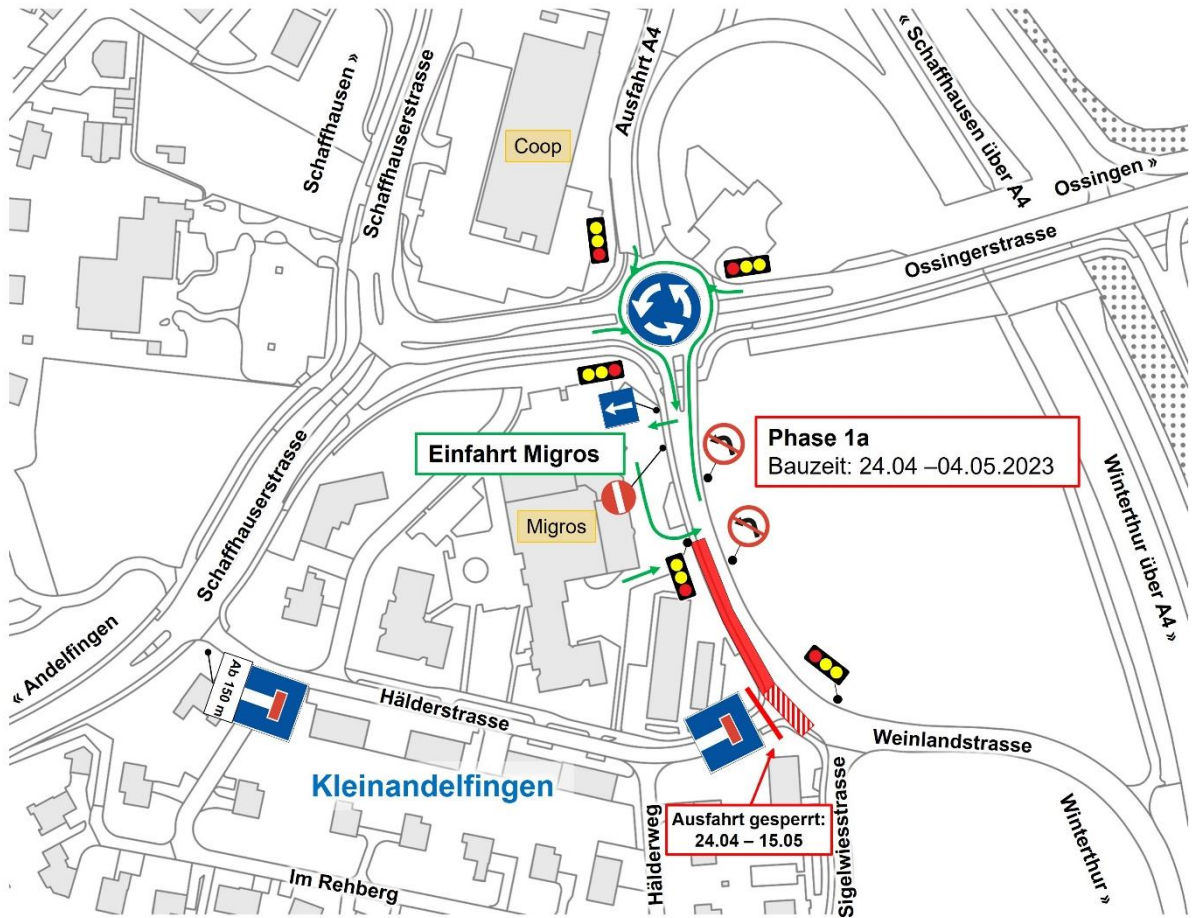 Schaffhausen »
Schaffhauserstrasse
Coop
Ausfahrt A4
« Schaffhausen über A4
Ossingen »
Ossingerstrasse
Einfahrt Migros
Phase 1a
Bauzeit: 24.04 –04.05.2023
Migros
Schaffhauserstrasse
Winterthur über A4 »
« Andelfingen
Ab 150 m
Hälderstrasse
Weinlandstrasse
Kleinandelfingen
Ausfahrt gesperrt:
24.04 – 15.05
Im Rehberg
Hälderweg
Sigelwiesstrasse
Winterthur »